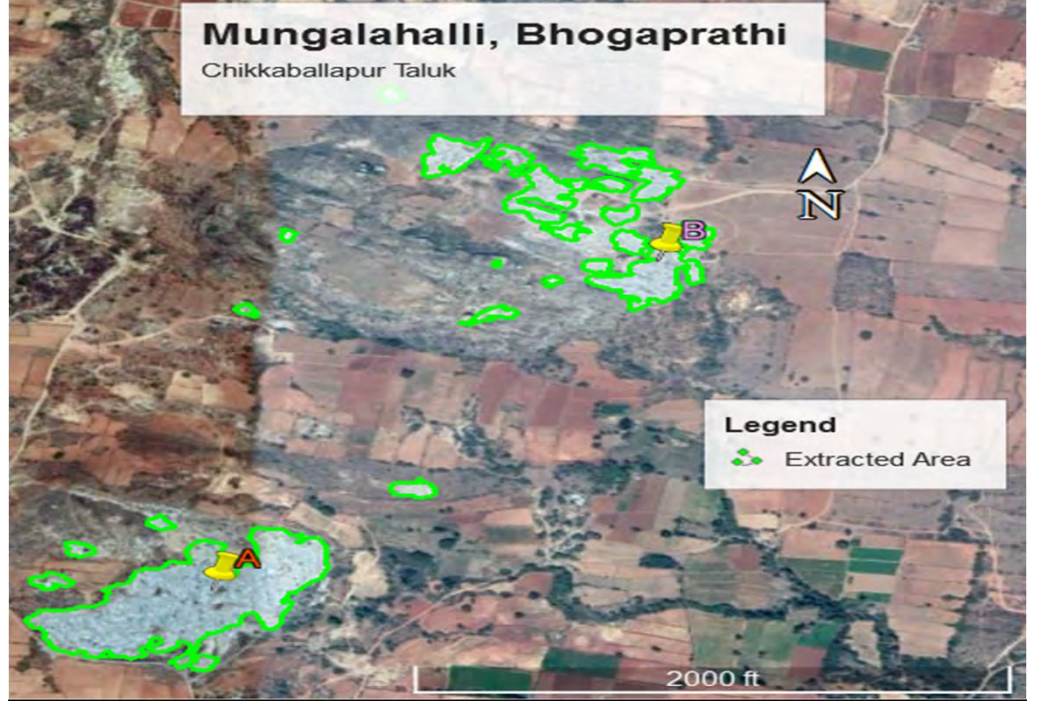 Mungalahalli, Bhogaprathi
Chikkaballapur Taluk
N
B
Legend
Extracted Area
A
2000 ft